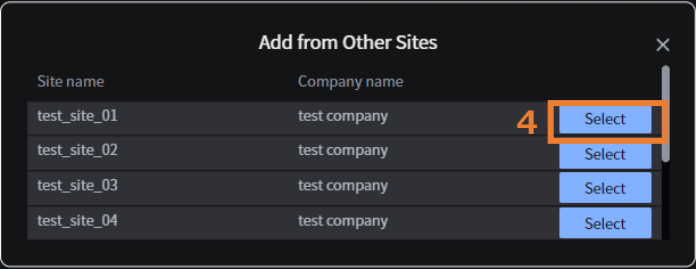 Add from Other Sites
Site name Company name
test_site_01 test company 4 Select
test_site_02 test company Select
test_site_03 test company Select
test_site_04 test company Select